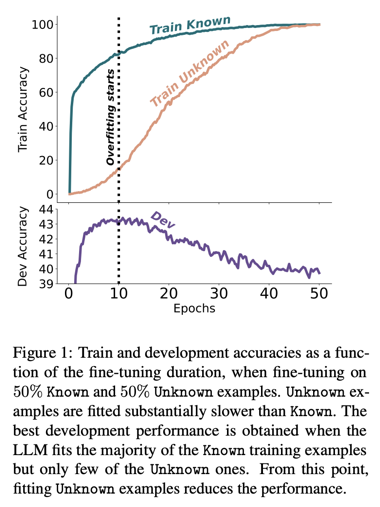 100
80
60
40
20
0
Train Accuracy
Train Known
Train Unknown
Overfitting starts
44
43
42
41
40
39
Dev Accuracy
Dev
0 10 20 30 40 50
Epochs
Figure 1: Train and development accuracies as a func-
tion of the fine-tuning duration, when fine-tuning on
50% Known and 50% Unknown examples. Unknown ex-
amples are fitted substantially slower than Known. The
best development performance is obtained when the
LLM fits the majority of the Known training examples
but only few of the Unknown ones. From this point,
fitting Unknown examples reduces the performance.